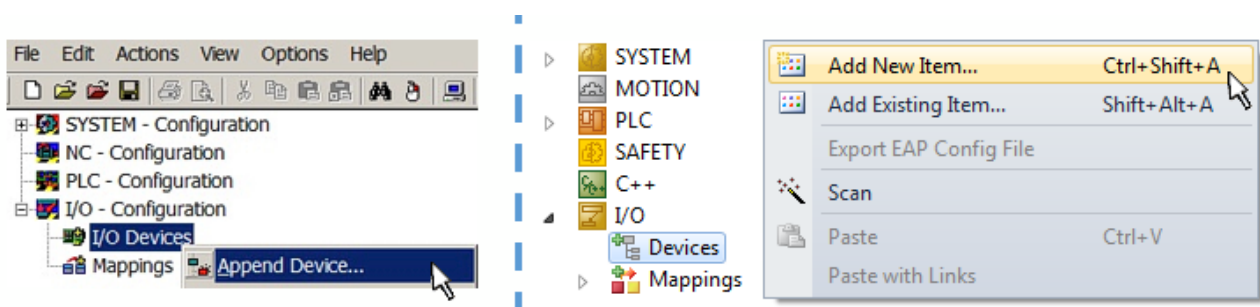 File Edit Actions View Options Help
SYSTEM - Configuration
NC - Configuration
PLC - Configuration
I/O - Configuration
I/O Devices
Mappings
Append Device...
SYSTEM
MOTION
PLC
SAFETY
C++
I/O
Devices
Mappings
Add New Item... Ctrl+Shift+A
Add Existing Item... Shift+Alt+A
Export EAP Config File
Scan
Paste Ctrl+V
Paste with Links